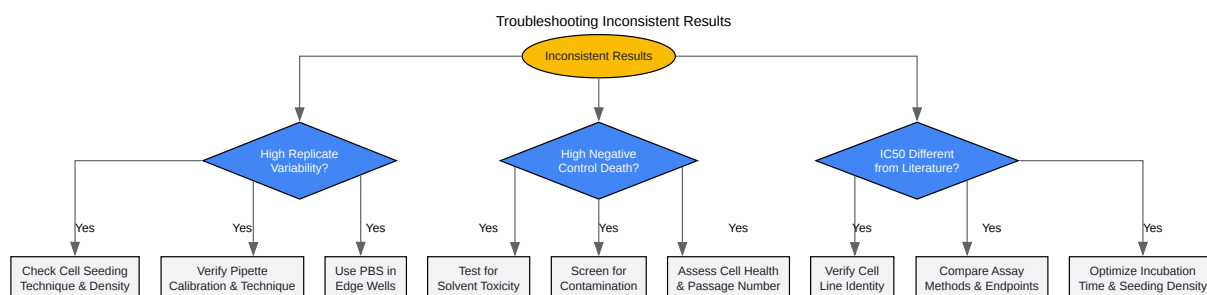 Troubleshooting Inconsistent Results
Inconsistent Results
High Replicate
Variability?
High Negative
Control Death?
IC50 Different
from Literature?
Yes
Yes
Yes
Yes
Yes
Yes
Yes
Yes
Yes
Check Cell Seeding
Technique & Density
Verify Pipette
Calibration & Technique
Use PBS in
Edge Wells
Test for
Solvent Toxicity
Screen for
Contamination
Assess Cell Health
& Passage Number
Verify Cell
Line Identity
Compare Assay
Methods & Endpoints
Optimize Incubation
Time & Seeding Density